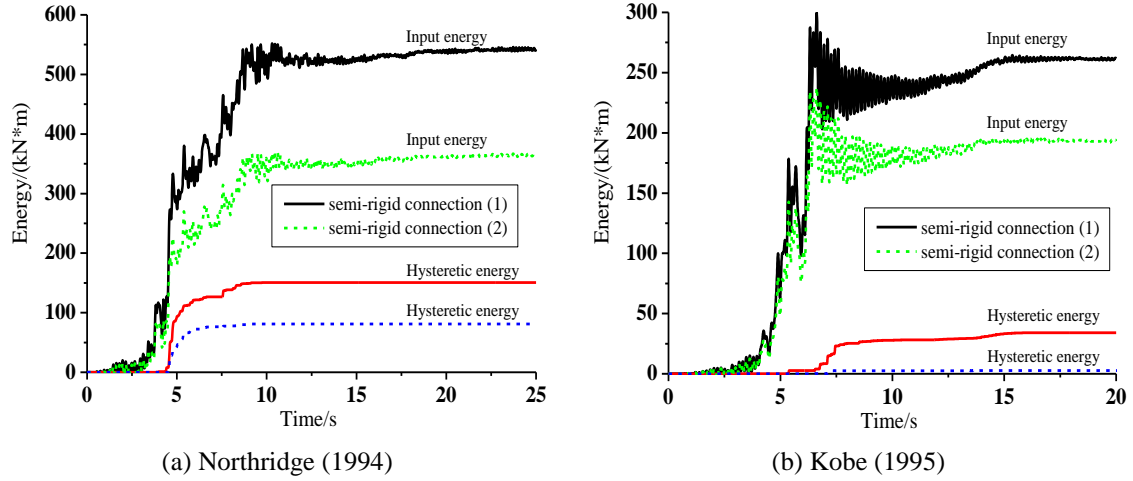 600
500
400
300
200
100
0
Energy/(kN*m)
Input energy
Input energy
semi-rigid connection (1)
semi-rigid connection (2)
Hysteretic energy
Hysteretic energy
0 5 10 15 20 25
Time/s
(a) Northridge (1994)
300
250
200
150
100
50
0
Energy/(kN*m)
Input energy
Input energy
semi-rigid connection (1)
semi-rigid connection (2)
Hysteretic energy
Hysteretic energy
0 5 10 15 20
Time/s
(b) Kobe (1995)